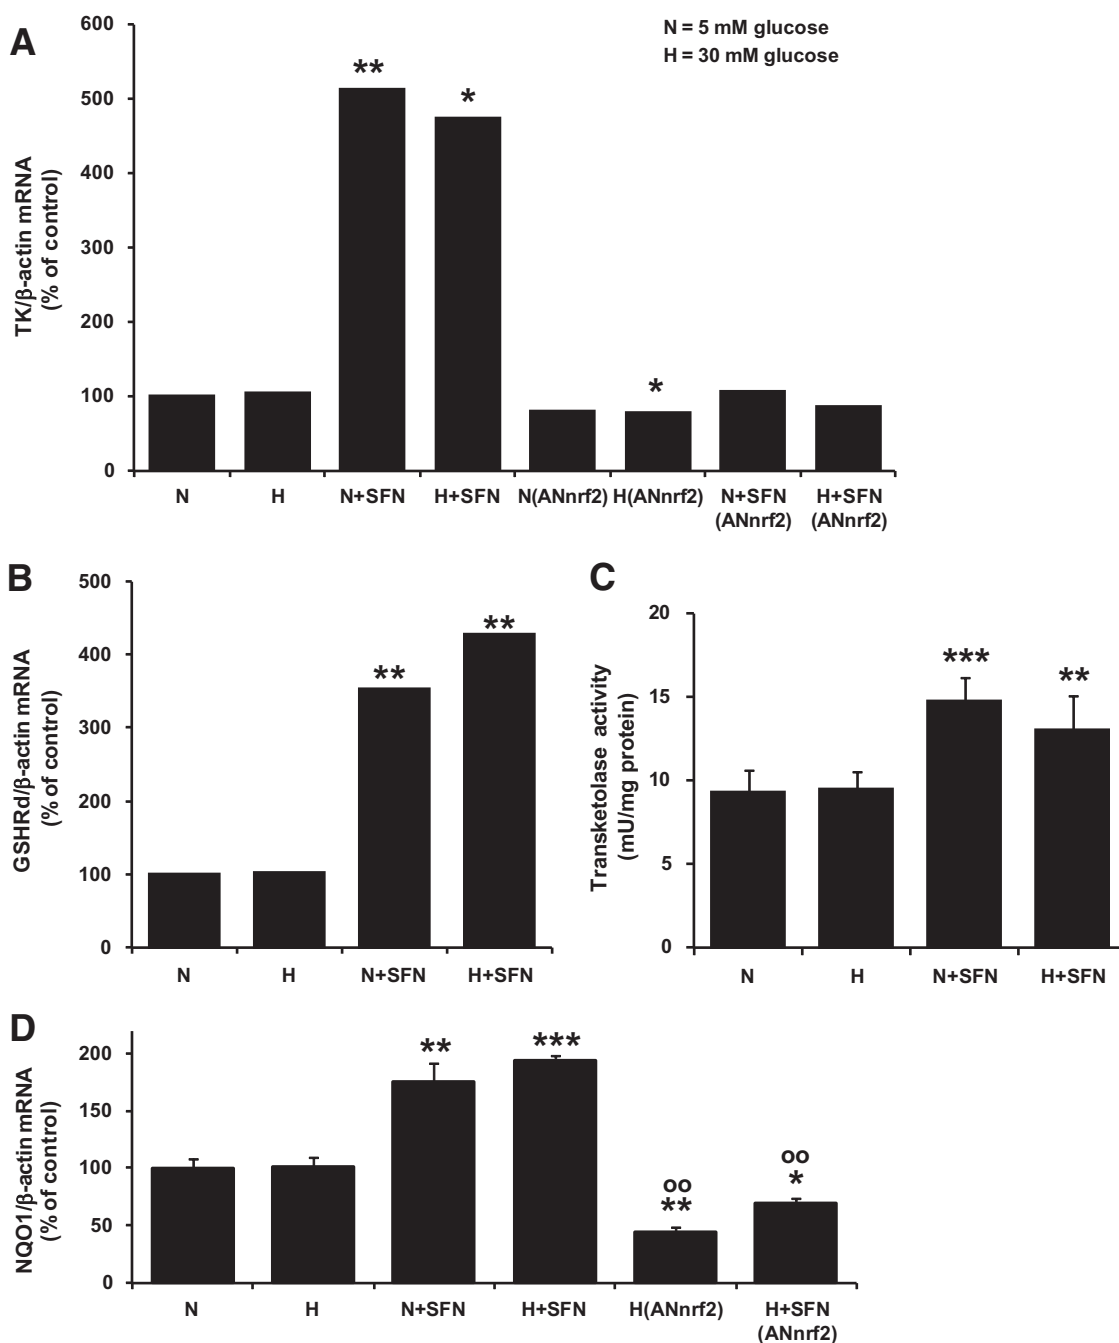 A
N = 5 mM glucose
H = 30 mM glucose
TK/β-actin mRNA
(% of control)
600
500
400
300
200
100
0
**
*
*
N H N+SFN H+SFN N(ANnrf2) H(ANnrf2) N+SFN H+SFN
(ANnrf2) (ANnrf2)
B
GSHRd/β-actin mRNA
(% of control)
500
400
300
200
100
0
**
**
N H N+SFN H+SFN
C
Transketolase activity
(mU/mg protein)
20
15
10
5
0
***
**
N H N+SFN H+SFN
D
NQO1/β-actin mRNA
(% of control)
200
150
100
50
0
**
***
oo
**
oo
*
N H N+SFN H+SFN H(ANnrf2) H+SFN
(ANnrf2)